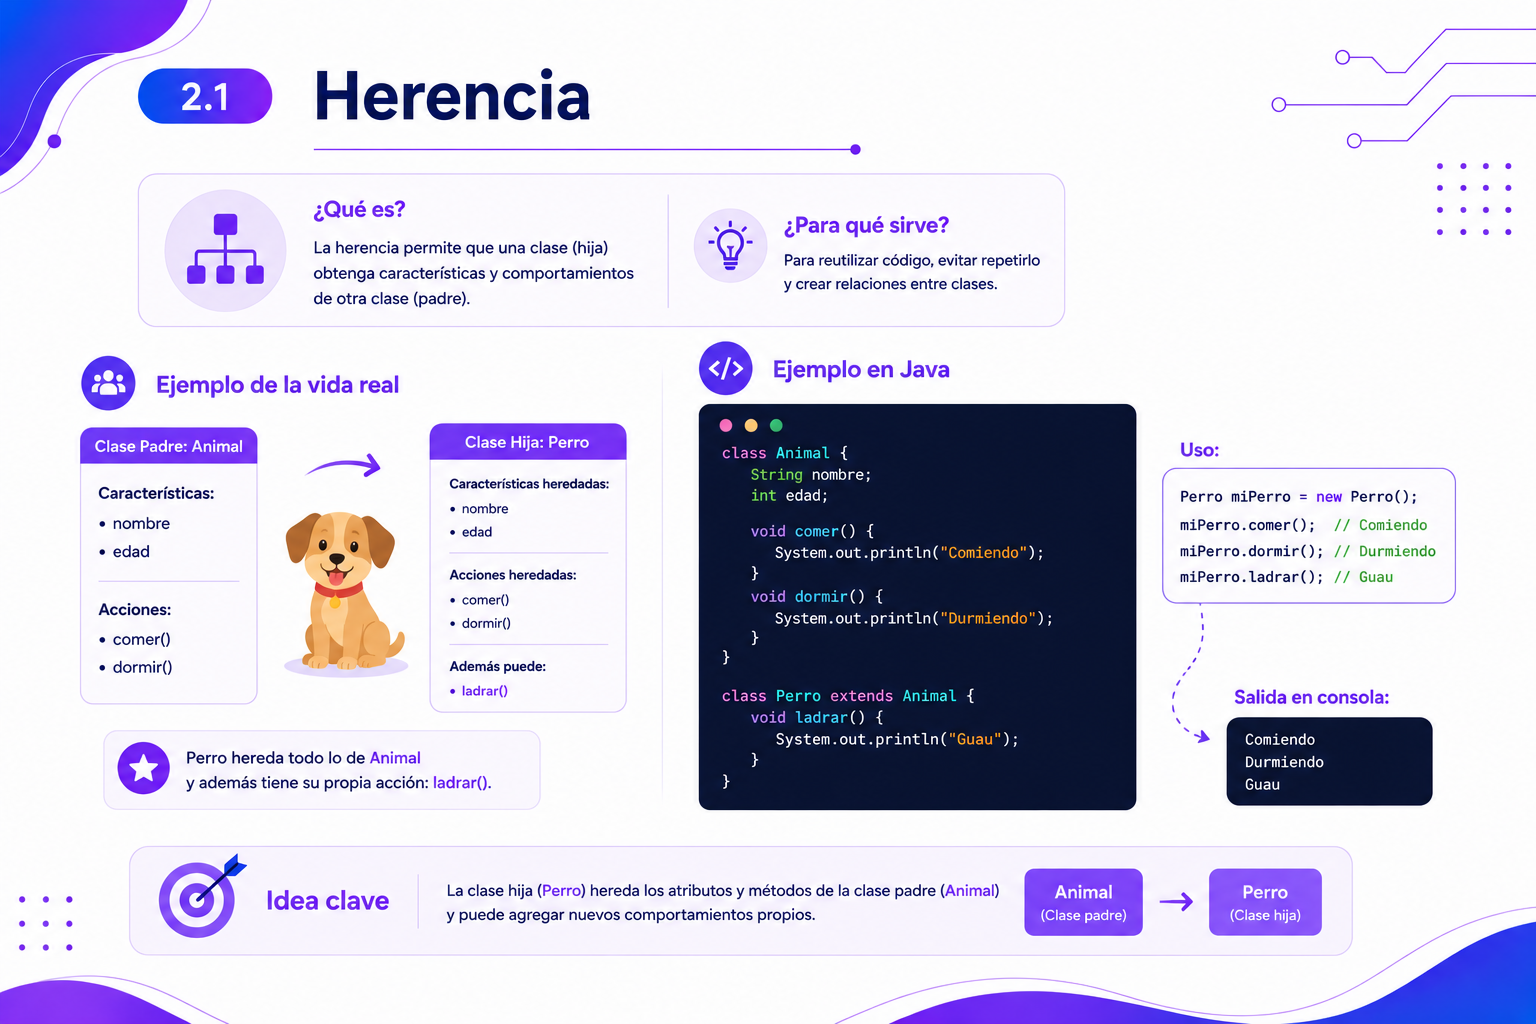 2.1
Herencia
¿Qué es?
La herencia permite que una clase (hija)
obtenga características y comportamientos
de otra clase (padre).
¿Para qué sirve?
Para reutilizar código, evitar repetirlo
y crear relaciones entre clases.
Ejemplo de la vida real
Clase Padre: Animal
Características:
• nombre
• edad
Acciones:
• comer()
• dormir()
Clase Hija: Perro
Características heredadas:
• nombre
• edad
Acciones heredadas:
• comer()
• dormir()
Además puede:
• ladrar()
Perro hereda todo lo de Animal
y además tiene su propia acción: ladrar().
</>
Ejemplo en Java
class Animal {
String nombre;
int edad;
void comer() {
System.out.println("Comiendo");
}
void dormir() {
System.out.println("Durmiendo");
}
}
class Perro extends Animal {
void ladrar() {
System.out.println("Guau");
}
}
Uso:
Perro miPerro = new Perro();
miPerro.comer(); // Comiendo
miPerro.dormir(); // Durmiendo
miPerro.ladrar(); // Guau
Salida en consola:
Comiendo
Durmiendo
Guau
Idea clave
La clase hija (Perro) hereda los atributos y métodos de la clase padre (Animal)
y puede agregar nuevos comportamientos propios.
Animal
(Clase padre)
Perro
(Clase hija)